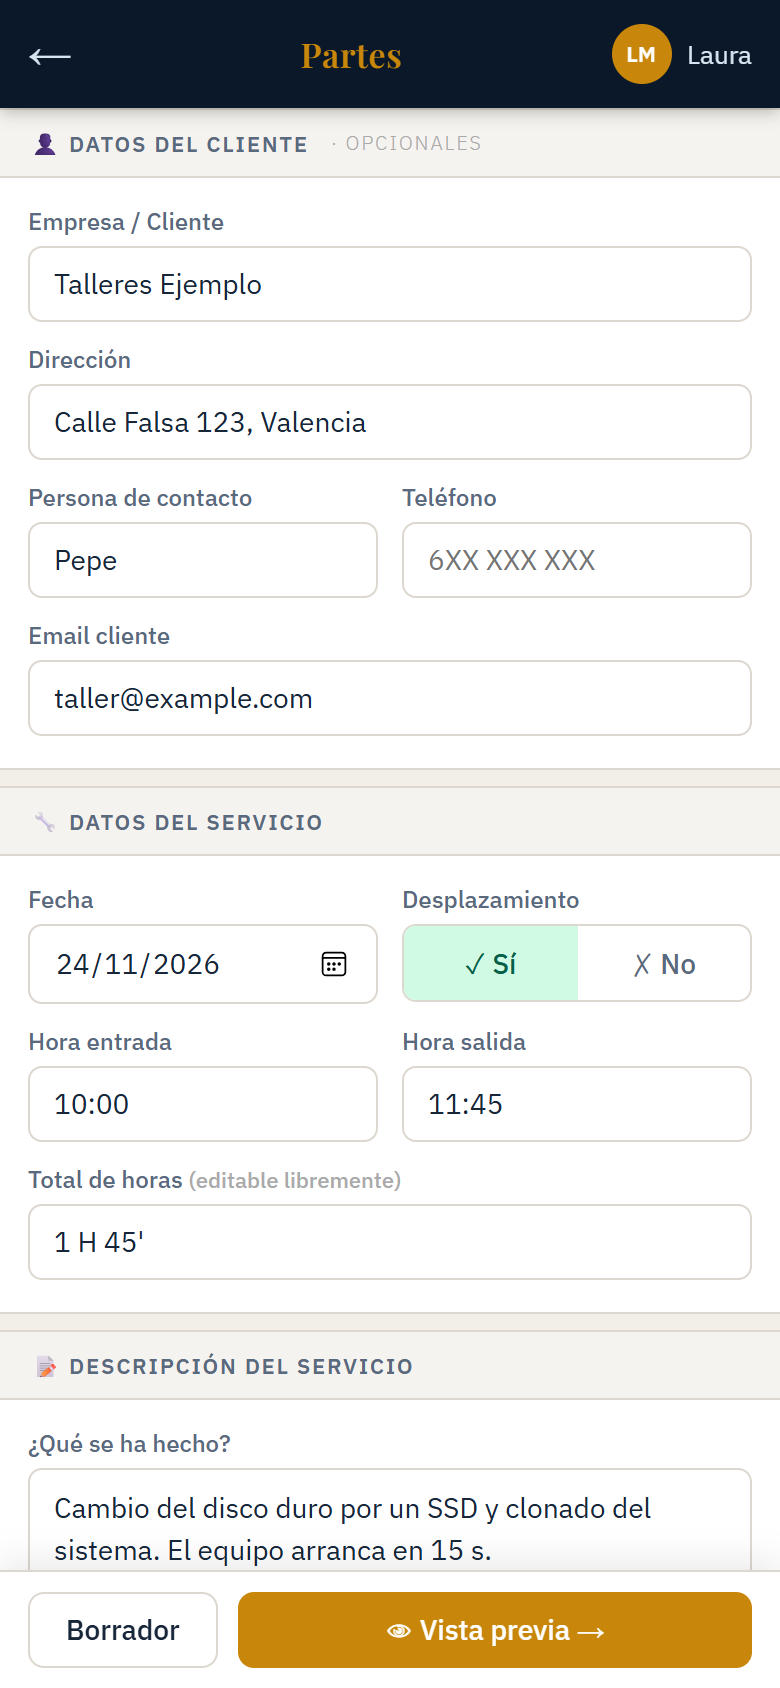 ← Partes LM Laura
DATOS DEL CLIENTE · OPCIONALES
Empresa / Cliente
Talleres Ejemplo
Dirección
Calle Falsa 123, Valencia
Persona de contacto Teléfono
Pepe 6XX XXX XXX
Email cliente
taller@example.com
DATOS DEL SERVICIO
Fecha Desplazamiento
24/11/2026 ✓ Sí ✗ No
Hora entrada Hora salida
10:00 11:45
Total de horas (editable libremente)
1 H 45'
DESCRIPCIÓN DEL SERVICIO
¿Qué se ha hecho?
Cambio del disco duro por un SSD y clonado del
sistema. El equipo arranca en 15 s.
Borrador 👁 Vista previa →